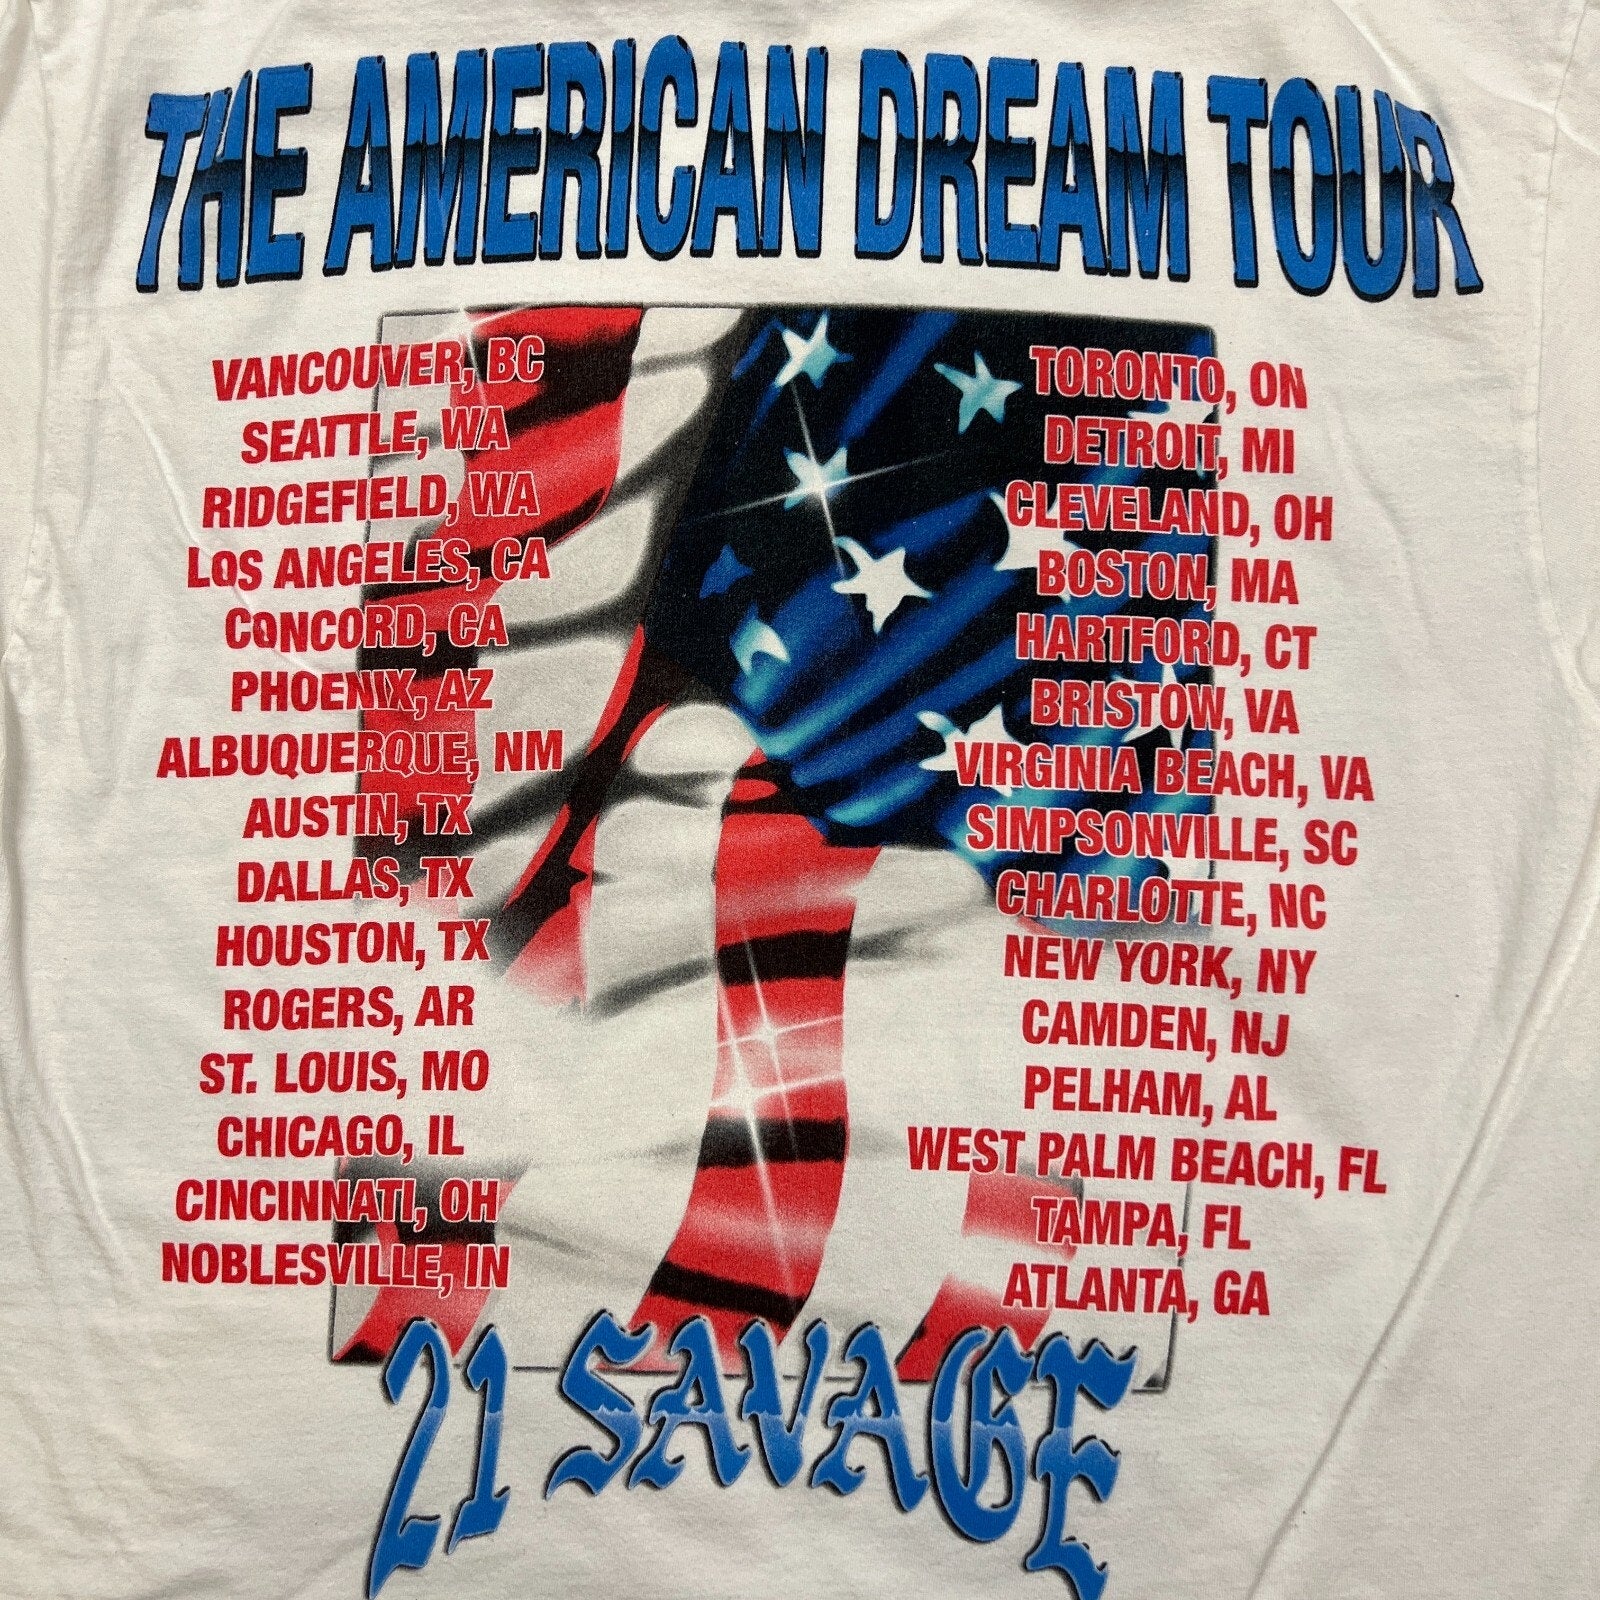 THE AMERICAN DREAM TOUR
VANCOUVER, BC
SEATTLE, WA
RIDGEFIELD, WA
LOS ANGELES, CA
CONCORD, CA
PHOENIX, AZ
ALBUQUERQUE, NM
AUSTIN, TX
DALLAS, TX
HOUSTON, TX
ROGERS, AR
ST. LOUIS, MO
CHICAGO, IL
CINCINNATI, OH
NOBLESVILLE, IN
TORONTO, ON
DETROIT, MI
CLEVELAND, OH
BOSTON, MA
HARTFORD, CT
BRISTOW, VA
VIRGINIA BEACH, VA
SIMPSONVILLE, SC
CHARLOTTE, NC
NEW YORK, NY
CAMDEN, NJ
PELHAM, AL
WEST PALM BEACH, FL
TAMPA, FL
ATLANTA, GA
21 SAVAGE